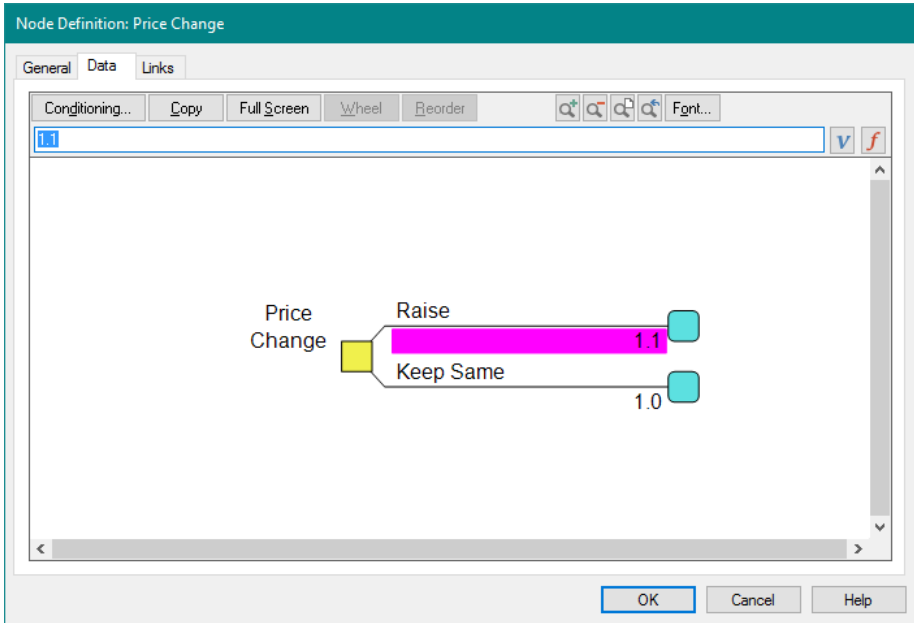 Node Definition: Price Change
General Data Links
Conditioning... Copy Full Screen Wheel Reorder Font...
1.1 V f
Price Change
Raise
1.1
Keep Same
1.0
OK Cancel Help